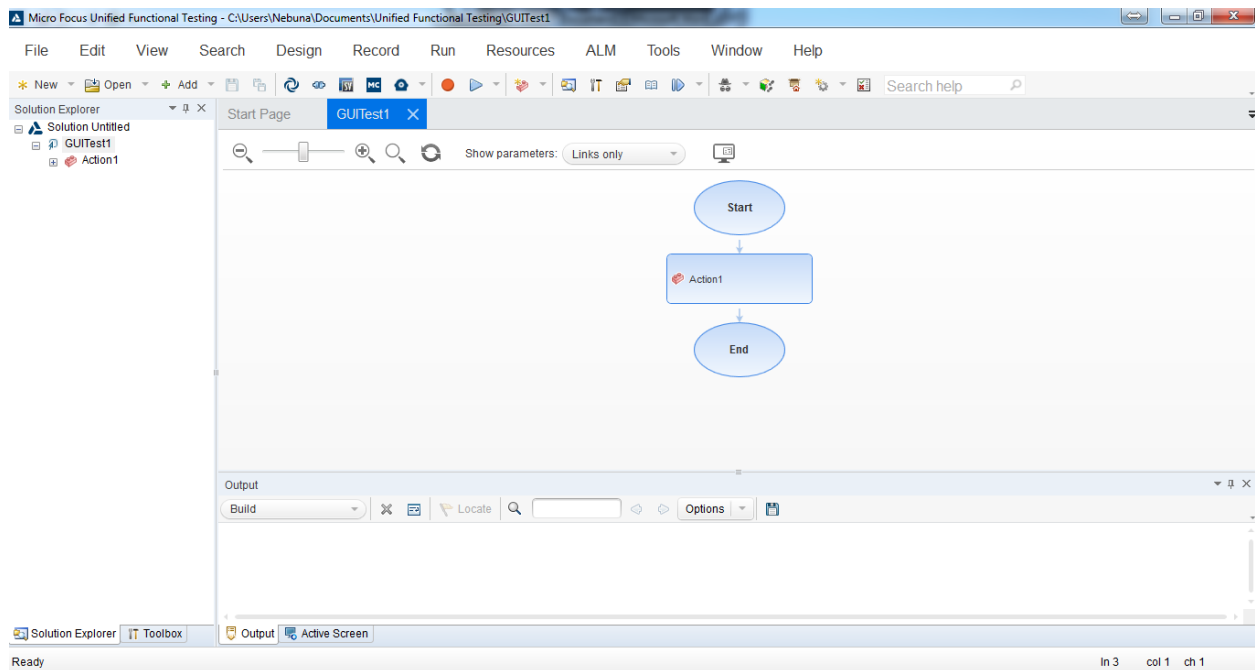 Micro Focus Unified Functional Testing - C:\Users\Nebuna\Documents\Unified Functional Testing\GUITest1
File Edit View Search Design Record Run Resources ALM Tools Window Help
New Open Add MC Search help
Solution Explorer
Start Page GUITest1
Solution Untitled
GUITest1
Action1
Show parameters: Links only
Start
Action1
End
Output
Build Locate Options
Solution Explorer Toolbox Output Active Screen
Ready ln 3 col 1 ch 1